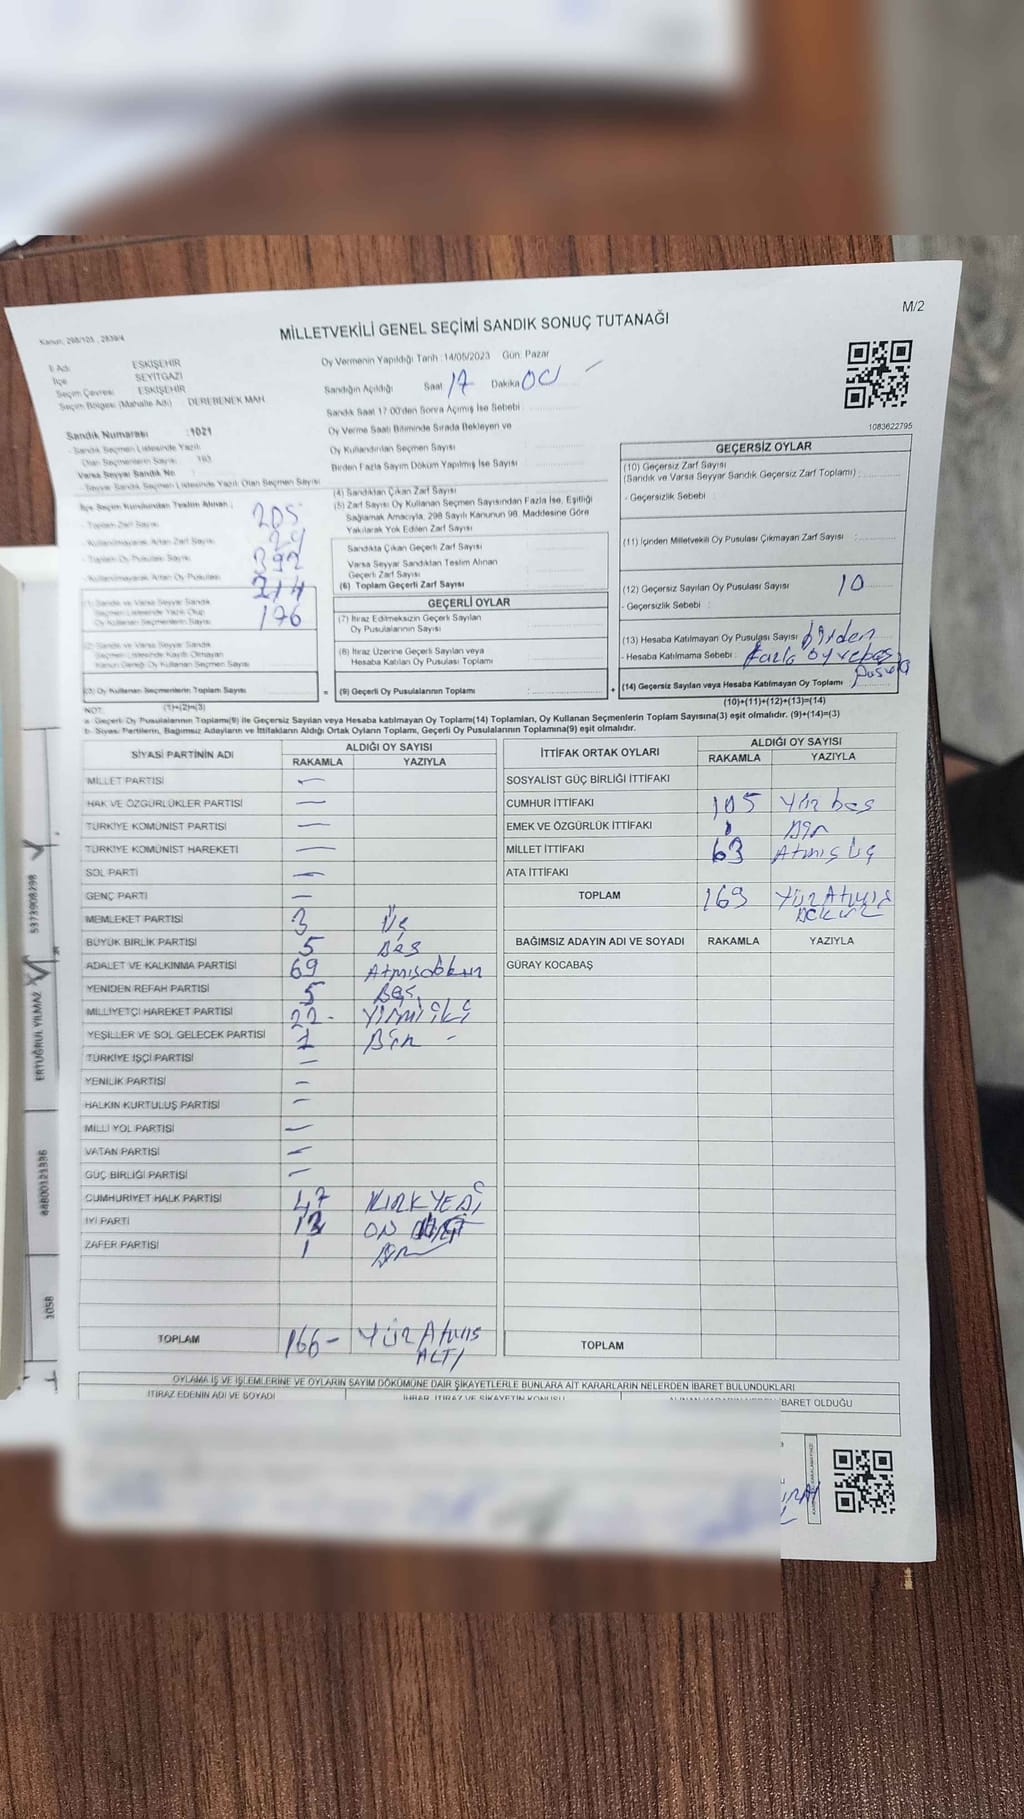 M/2
Kanun: 298/105 , 2839/4
MİLLETVEKİLİ GENEL SEÇİMİ SANDIK SONUÇ TUTANAĞI
İl Adı: ESKİŞEHİR
İlçe SEYİTGAZİ
Seçim Çevresi ESKİŞEHİR
Seçim Bölgesi (Mahalle Adı) DEREBENEK MAH.
Oy Vermenin Yapıldığı Tarih :14/05/2023 Gün: Pazar
Sandığın Açıldığı Saat 17 Dakika 00
Sandık Saat 17:00'den Sonra Açılmış İse Sebebi :
Oy Verme Saati Bitiminde Sırada Bekleyen ve
Oy Kullandırılan Seçmen Sayısı
Birden Fazla Sayım Döküm Yapılmış İse Sayısı
1083622795
Sandık Numarası :1021
- Sandık Seçmen Listesinde Yazılı
Olan Seçmenlerin Sayısı
Varsa Seyyar Sandık No
- Seyyar Sandık Seçmen Listesinde Yazılı Olan Seçmen Sayısı
İlçe Seçim Kurulundan Teslim Alınan ;
- Toplam Zarf Sayısı 205
- Kullanılmayarak Artan Zarf Sayısı
- Toplam Oy Pusulası Sayısı 392
- Kullanılmayan Artan Oy Pusulası 214
(1) Sandık ve Varsa Seyyar Sandık
Seçmen Listesinde Yazılı Olup
Oy Kullanan Seçmenlerin Sayısı 176
(2) Sandık ve Varsa Seyyar Sandık
Seçmen Listesinde Kayıtlı Olmayan
Kanun Gereği Oy Kullanan Seçmen Sayısı
(3) Oy Kullanan Seçmenlerin Toplam Sayısı =
(1)+(2)=(3)
(4) Sandıktan Çıkan Zarf Sayısı
(5) Zarf Sayısı Oy Kullanan Seçmen Sayısından Fazla İse, Eşitliği
Sağlamak Amacıyla, 298 Sayılı Kanunun 98. Maddesine Göre
Yakılarak Yok Edilen Zarf Sayısı
Sandıkta Çıkan Geçerli Zarf Sayısı
Varsa Seyyar Sandıktan Teslim Alınan
Geçerli Zarf Sayısı
(6) Toplam Geçerli Zarf Sayısı
GEÇERLİ OYLAR
(7) İtiraz Edilmeksizin Geçerli Sayılan
Oy Pusulalarının Sayısı
(8) İtiraz Üzerine Geçerli Sayılan veya
Hesaba Katılan Oy Pusulası Toplamı
(9) Geçerli Oy Pusulalarının Toplamı +
GEÇERSİZ OYLAR
(10) Geçersiz Zarf Sayısı
(Sandık ve Varsa Seyyar Sandık Geçersiz Zarf Toplamı) :
- Geçersizlik Sebebi :
(11) İçinden Milletvekili Oy Pusulası Çıkmayan Zarf Sayısı :
(12) Geçersiz Sayılan Oy Pusulası Sayısı : 10
- Geçersizlik Sebebi :
(13) Hesaba Katılmayan Oy Pusulası Sayısı : birden
- Hesaba Katılmama Sebebi : fazla oy
(14) Geçersiz Sayılan veya Hesaba Katılmayan Oy Toplamı : pusula
(10)+(11)+(12)+(13)=(14)
NOT:
a- Geçerli Oy Pusulalarının Toplamı(9) ile Geçersiz Sayılan veya Hesaba katılmayan Oy Toplamı(14) Toplamları, Oy Kullanan Seçmenlerin Toplam Sayısına(3) eşit olmalıdır. (9)+(14)=(3)
b- Siyasi Partilerin, Bağımsız Adayların ve İttifakların Aldığı Ortak Oyların Toplamı, Geçerli Oy Pusulalarının Toplamına(9) eşit olmalıdır.
SİYASİ PARTİNİN ADI ALDIĞI OY SAYISI
RAKAMLA YAZIYLA
MİLLET PARTİSİ —
HAK VE ÖZGÜRLÜKLER PARTİSİ —
TÜRKİYE KOMÜNİST PARTİSİ —
TÜRKİYE KOMÜNİST HAREKETİ —
SOL PARTİ —
GENÇ PARTİ —
MEMLEKET PARTİSİ 3 Üç
BÜYÜK BİRLİK PARTİSİ 5 Beş
ADALET VE KALKINMA PARTİSİ 69 Atmışdokuz
YENİDEN REFAH PARTİSİ 5 Beş
MİLLİYETÇİ HAREKET PARTİSİ 22 - Yirmiiki
YEŞİLLER VE SOL GELECEK PARTİSİ 1 Bir -
TÜRKİYE İŞÇİ PARTİSİ —
YENİLİK PARTİSİ —
HALKIN KURTULUŞ PARTİSİ —
MİLLİ YOL PARTİSİ —
VATAN PARTİSİ —
GÜÇ BİRLİĞİ PARTİSİ —
CUMHURİYET HALK PARTİSİ 47 KIRKYEDİ
İYİ PARTİ ON
ZAFER PARTİSİ 1 Bir
TOPLAM 166 - YÜZ Atmış
ALTI
İTTİFAK ORTAK OYLARI ALDIĞI OY SAYISI
RAKAMLA YAZIYLA
SOSYALİST GÜÇ BİRLİĞİ İTTİFAKI
CUMHUR İTTİFAKI 105 Yüz beş
EMEK VE ÖZGÜRLÜK İTTİFAKI 1 Bir
MİLLET İTTİFAKI 63 Atmış üç
ATA İTTİFAKI
TOPLAM 169 Yüz Atmış
Dokuz
BAĞIMSIZ ADAYIN ADI VE SOYADI RAKAMLA YAZIYLA
GÜRAY KOCABAŞ
TOPLAM
OYLAMA İŞ VE İŞLEMLERİNE VE OYLARIN SAYIM DÖKÜMÜNE DAİR ŞİKAYETLERLE BUNLARA AİT KARARLARIN NELERDEN İBARET BULUNDUKLARI
İTİRAZ EDENİN ADI VE SOYADI İHBAR, İTİRAZ VE ŞİKAYETİN KONUSU BARET OLDUĞU
ERTUĞRUL YILMAZ 5373908298
88800121336
1058